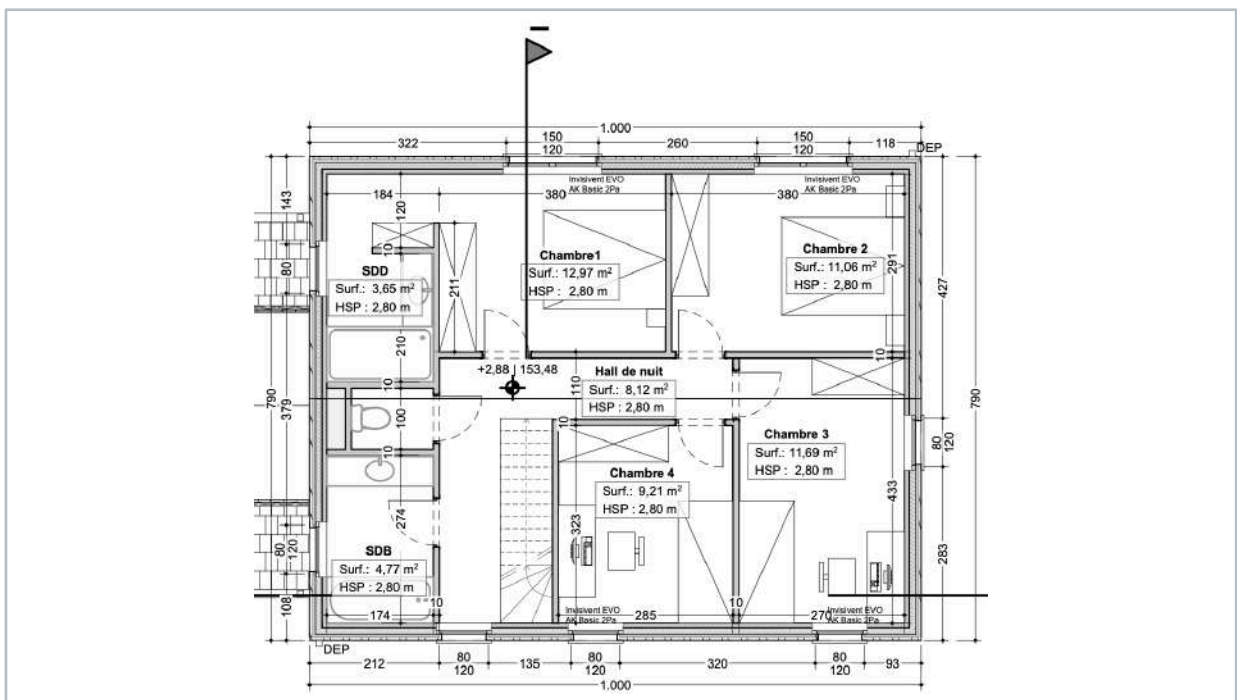 1.000
322
150
120
260
150
120
118
DEP
Invisivent EVO
AK Basic 2Pa
Invisivent EVO
AK Basic 2Pa
184
380
380
143
120
10
80
211
291
427
Chambre1
Surf.: 12,97 m²
HSP : 2,80 m
Chambre 2
Surf.: 11,06 m²
HSP : 2,80 m
SDD
Surf.: 3,65 m²
HSP : 2,80 m
210
10
10
+2,88 | 153,48
Hall de nuit
Surf.: 8,12 m²
HSP : 2,80 m
110
10
790
379
100
10
790
80
120
Chambre 3
Surf.: 11,69 m²
HSP : 2,80 m
Chambre 4
Surf.: 9,21 m²
HSP : 2,80 m
433
323
274
80
120
SDB
Surf.: 4,77 m²
HSP : 2,80 m
283
108
174
10
Invisivent EVO
AK Basic 2Pa
285
10
270
Invisivent EVO
AK Basic 2Pa
DEP
212
80
120
135
80
120
320
80
120
93
1.000